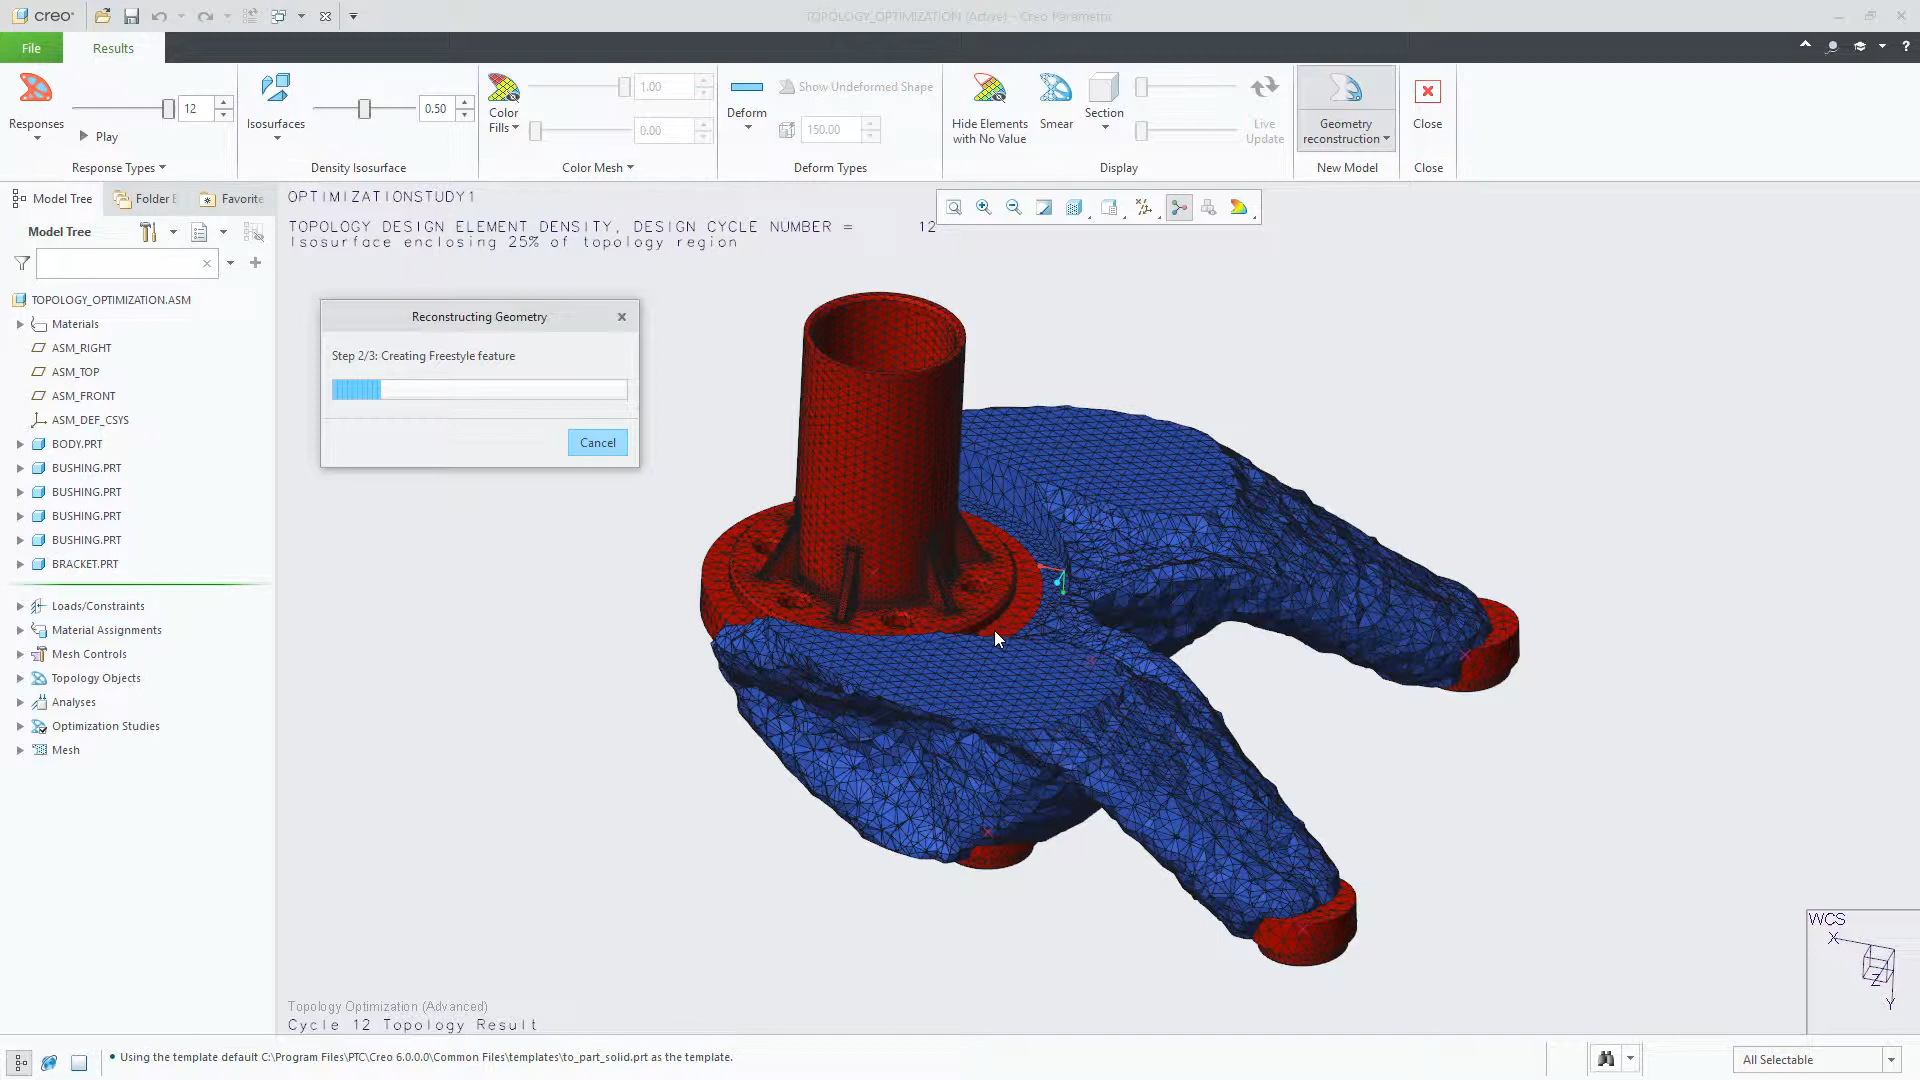 creo
TOPOLOGY_OPTIMIZATION (Active) - Creo Parametric
File
Results
Responses
12
Play
Response Types
Isosurfaces
0.50
Density Isosurface
Color
Fills
1.00
0.00
Color Mesh
Deform
Show Undeformed Shape
150.00
Deform Types
Hide Elements
with No Value
Smear
Section
Live
Update
Display
Geometry
reconstruction
New Model
Close
Close
Model Tree
Folder
Favorite
Model Tree
TOPOLOGY_OPTIMIZATION.ASM
Materials
ASM_RIGHT
ASM_TOP
ASM_FRONT
ASM_DEF_CSYS
BODY.PRT
BUSHING.PRT
BUSHING.PRT
BUSHING.PRT
BUSHING.PRT
BRACKET.PRT
Loads/Constraints
Material Assignments
Mesh Controls
Topology Objects
Analyses
Optimization Studies
Mesh
OPTIMIZATIONSTUDY1
TOPOLOGY DESIGN ELEMENT DENSITY, DESIGN CYCLE NUMBER = 12
Isosurface enclosing 25% of topology region
Reconstructing Geometry
Step 2/3: Creating Freestyle feature
Cancel
WCS
X
Z
Y
Topology Optimization (Advanced)
Cycle 12 Topology Result
Using the template default C:\Program Files\PTC\Creo 6.0.0.0\Common Files\templates\to_part_solid.prt as the template.
All Selectable